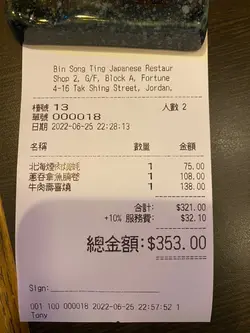 Bin Song Ting Japanese Restaur
Shop 2, G/F, Block A, Fortune
4-16 Tak Shing Street, Jordan,
檯號 13 人數 2
單號 000018
日期 2022-06-25 22:28:13
名稱 數量 金額
1 75.00
1 108.00
牛肉壽喜燒 1 138.00
合計: $321.00
+10% 服務費: $32.10
總金額:$353.00
Sign:
001 100 000018 2022-06-25 22:57:52 1
Tony